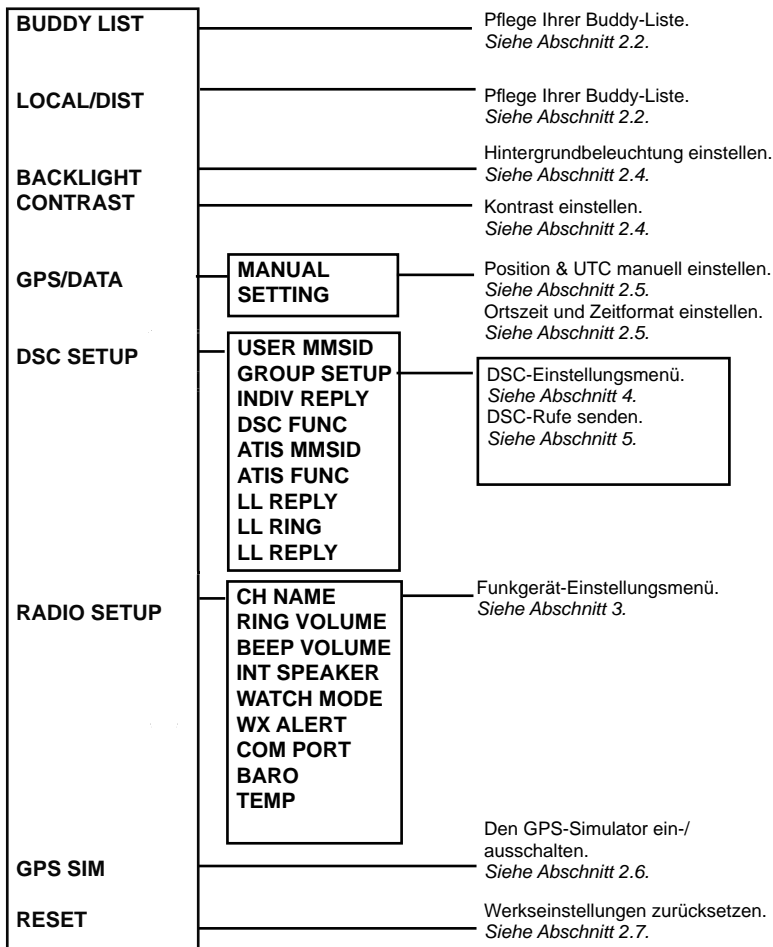 BUDDY LIST
Pflege Ihrer Buddy-Liste.
Siehe Abschnitt 2.2.
LOCAL/DIST
Pflege Ihrer Buddy-Liste.
Siehe Abschnitt 2.2.
BACKLIGHT
Hintergrundbeleuchtung einstellen.
Siehe Abschnitt 2.4.
CONTRAST
Kontrast einstellen.
Siehe Abschnitt 2.4.
GPS/DATA
MANUAL
SETTING
Position & UTC manuell einstellen.
Siehe Abschnitt 2.5.
Ortszeit und Zeitformat einstellen.
Siehe Abschnitt 2.5.
DSC SETUP
USER MMSID
GROUP SETUP
INDIV REPLY
DSC FUNC
ATIS MMSID
ATIS FUNC
LL REPLY
LL RING
LL REPLY
DSC-Einstellungsmenü.
Siehe Abschnitt 4.
DSC-Rufe senden.
Siehe Abschnitt 5.
RADIO SETUP
CH NAME
RING VOLUME
BEEP VOLUME
INT SPEAKER
WATCH MODE
WX ALERT
COM PORT
BARO
TEMP
Funkgerät-Einstellungsmenü.
Siehe Abschnitt 3.
GPS SIM
Den GPS-Simulator ein-/
ausschalten.
Siehe Abschnitt 2.6.
RESET
Werkseinstellungen zurücksetzen.
Siehe Abschnitt 2.7.